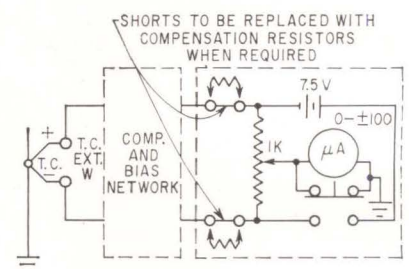 SHORTS TO BE REPLACED WITH
COMPENSATION RESISTORS
WHEN REQUIRED
7.5 V
0-±100
+
T.C.
−
T.C.
EXT.
W
COMP.
AND
BIAS
NETWORK
1K
μA